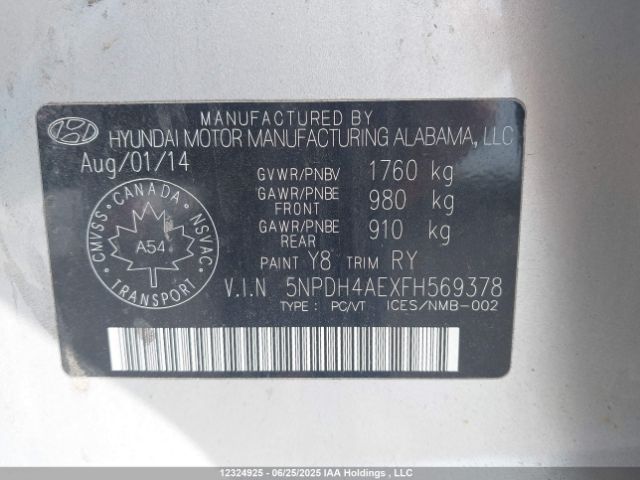 MANUFACTURED BY
HYUNDAI MOTOR MANUFACTURING ALABAMA, LLC
Aug/01/14
GVWR/PNBV 1760 kg
GAWR/PNBE FRONT 980 kg
GAWR/PNBE REAR 910 kg
PAINT Y8 TRIM RY
CMVSS · CANADA · NSVAC
A54
TRANSPORT
V.I.N 5NPDH4AEXFH569378
TYPE : PC/VT ICES/NMB-002
12324925 - 06/25/2025 IAA Holdings , LLC